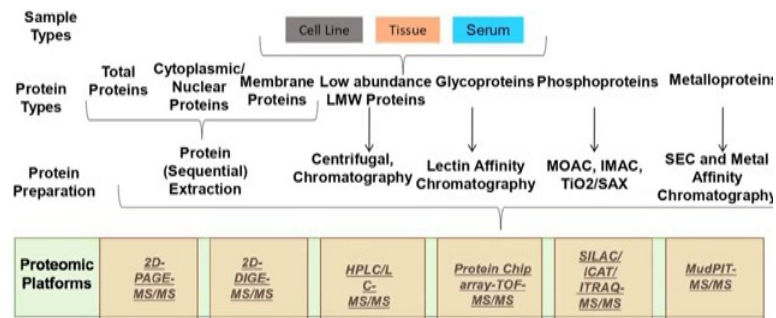 Sample
Types
Cell Line
Tissue
Serum
Protein
Types
Total
Proteins
Cytoplasmic/
Nuclear
Proteins
Membrane
Proteins
Low abundance
LMW Proteins
Glycoproteins
Phosphoproteins
Metalloproteins
Protein
Preparation
Protein
(Sequential)
Extraction
Centrifugal,
Chromatography
Lectin Affinity
Chromatography
MOAC, IMAC,
TiO2/SAX
SEC and Metal
Affinity
Chromatography
Proteomic
Platforms
2D-
PAGE-
MS/MS
2D-
DIGE-
MS/MS
HPLC/L
C-
MS/MS
Protein Chip
array-TOF-
MS/MS
SILAC/
ICAT/
ITRAQ-
MS/MS
MudPIT-
MS/MS